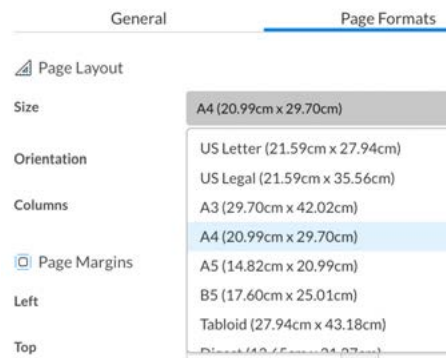 General
Page Formats
Page Layout
Size
A4 (20.99cm x 29.70cm)
US Letter (21.59cm x 27.94cm)
Orientation
US Legal (21.59cm x 35.56cm)
Columns
A3 (29.70cm x 42.02cm)
A4 (20.99cm x 29.70cm)
Page Margins
A5 (14.82cm x 20.99cm)
B5 (17.60cm x 25.01cm)
Left
Tabloid (27.94cm x 43.18cm)
Top